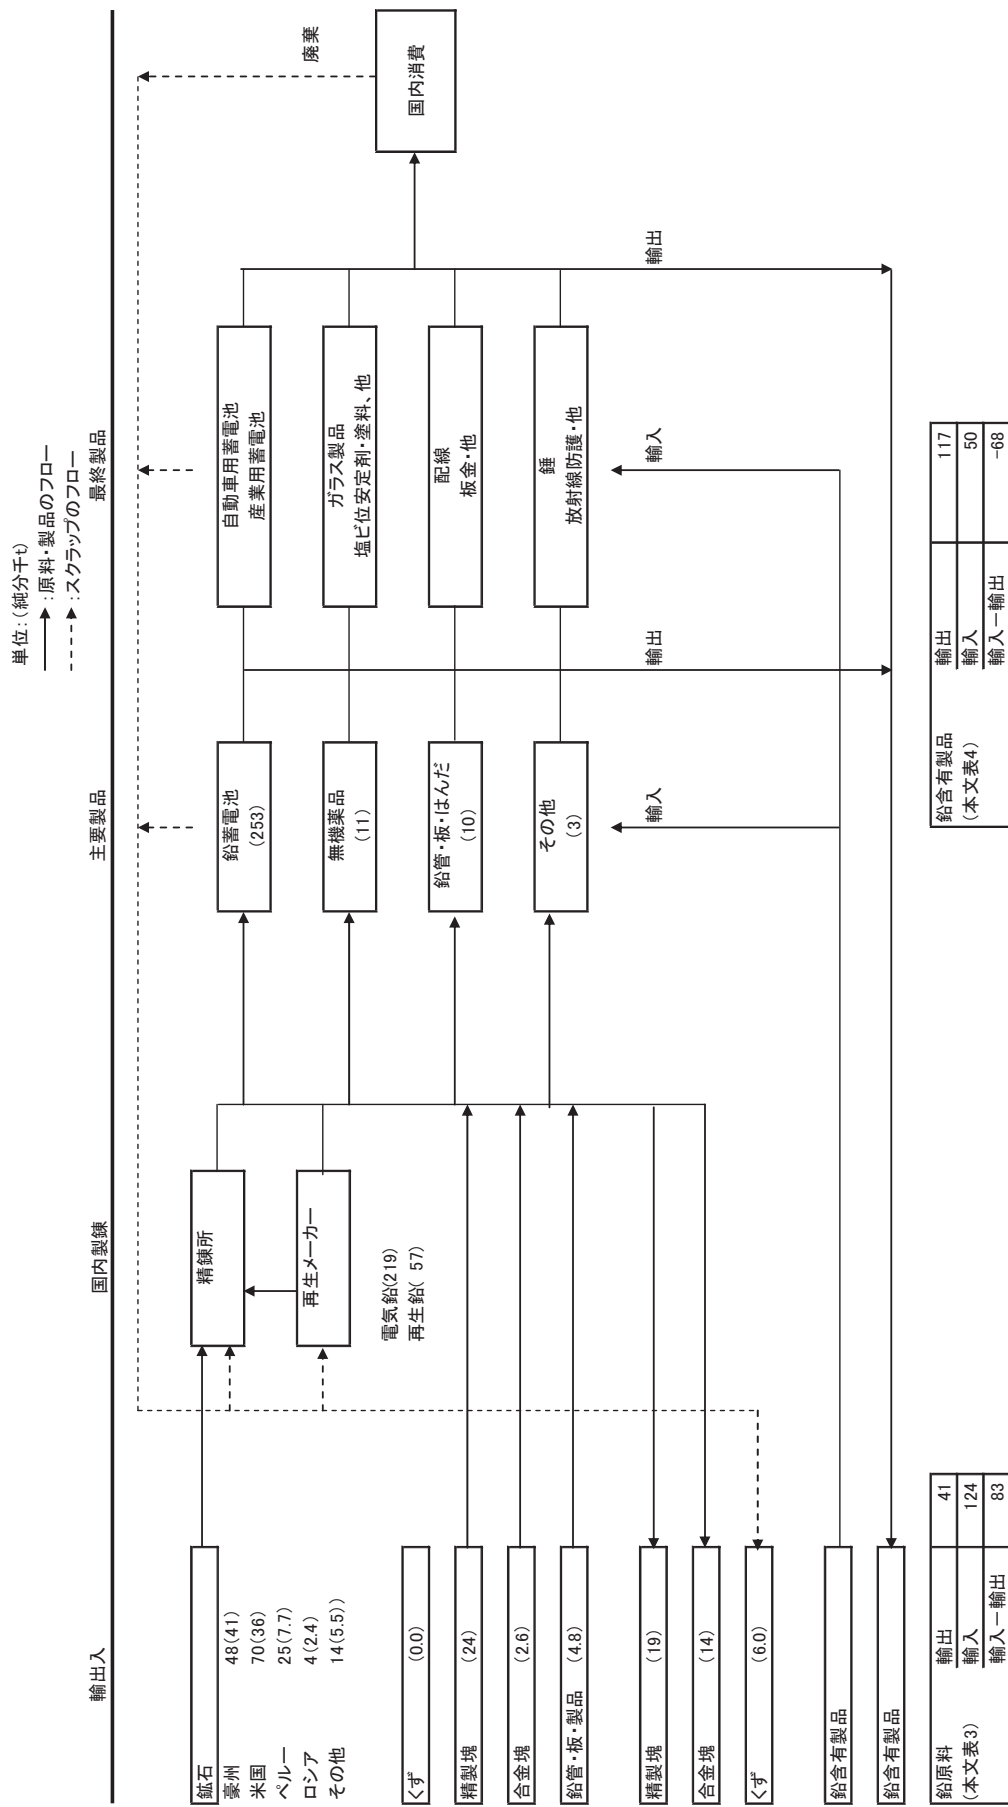 単位:(純分千t)
:原料・製品のフロー
:スクラップのフロー
輸出入
国内製錬
主要製品
最終製品
鉱石
豪州 48(41)
米国 70(36)
ペルー 25(7.7)
ロシア 4(2.4)
その他 14(5.5))
くず (0.0)
精製塊 (24)
合金塊 (2.6)
鉛管・板・製品 (4.8)
精製塊 (19)
合金塊 (14)
くず (6.0)
鉛含有製品
鉛含有製品
精錬所
再生メーカー
電気鉛(219)
再生鉛( 57)
鉛蓄電池
(253)
無機薬品
(11)
鉛管・板・はんだ
(10)
その他
(3)
輸入
輸出
自動車用蓄電池
産業用蓄電池
ガラス製品
塩ビ位安定剤・塗料、他
配線
板金・他
錘
放射線防護・他
輸入
輸出
国内消費
廃棄
鉛原料 輸出 41
(本文表3) 輸入 124
輸入ー輸出 83
鉛含有製品 輸出 117
(本文表4) 輸入 50
輸入ー輸出 -68